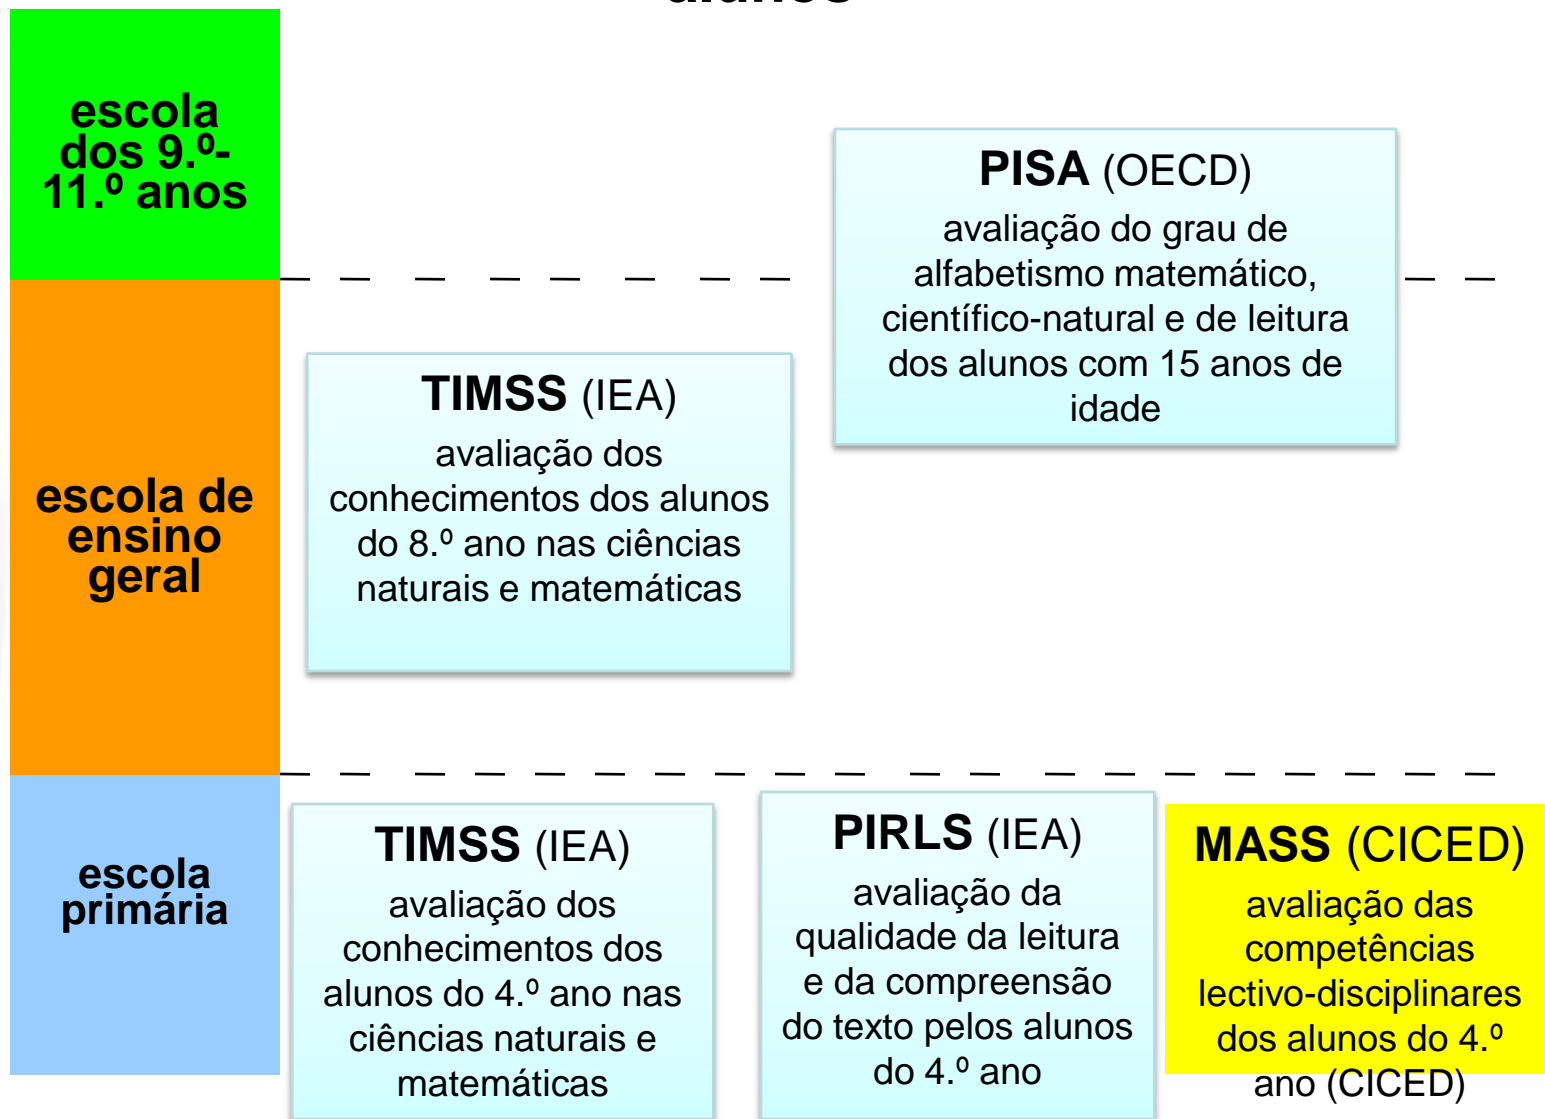 alunos
escola
dos 9.º-
11.º anos
PISA (OECD)
avaliação do grau de
alfabetismo matemático,
científico-natural e de leitura
dos alunos com 15 anos de
idade
TIMSS (IEA)
avaliação dos
conhecimentos dos alunos
do 8.º ano nas ciências
naturais e matemáticas
escola de
ensino
geral
escola
primária
TIMSS (IEA)
avaliação dos
conhecimentos dos
alunos do 4.º ano nas
ciências naturais e
matemáticas
PIRLS (IEA)
avaliação da
qualidade da leitura
e da compreensão
do texto pelos alunos
do 4.º ano
MASS (CICED)
avaliação das
competências
lectivo-disciplinares
dos alunos do 4.º
ano (CICED)